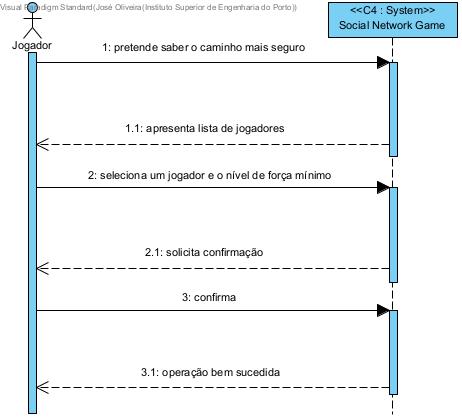 Visual Paradigm Standard(José Oliveira(Instituto Superior de Engenharia do Porto))
<<C4 : System>>
Social Network Game
Jogador
1: pretende saber o caminho mais seguro
1.1: apresenta lista de jogadores
2: seleciona um jogador e o nível de força mínimo
2.1: solicita confirmação
3: confirma
3.1: operação bem sucedida